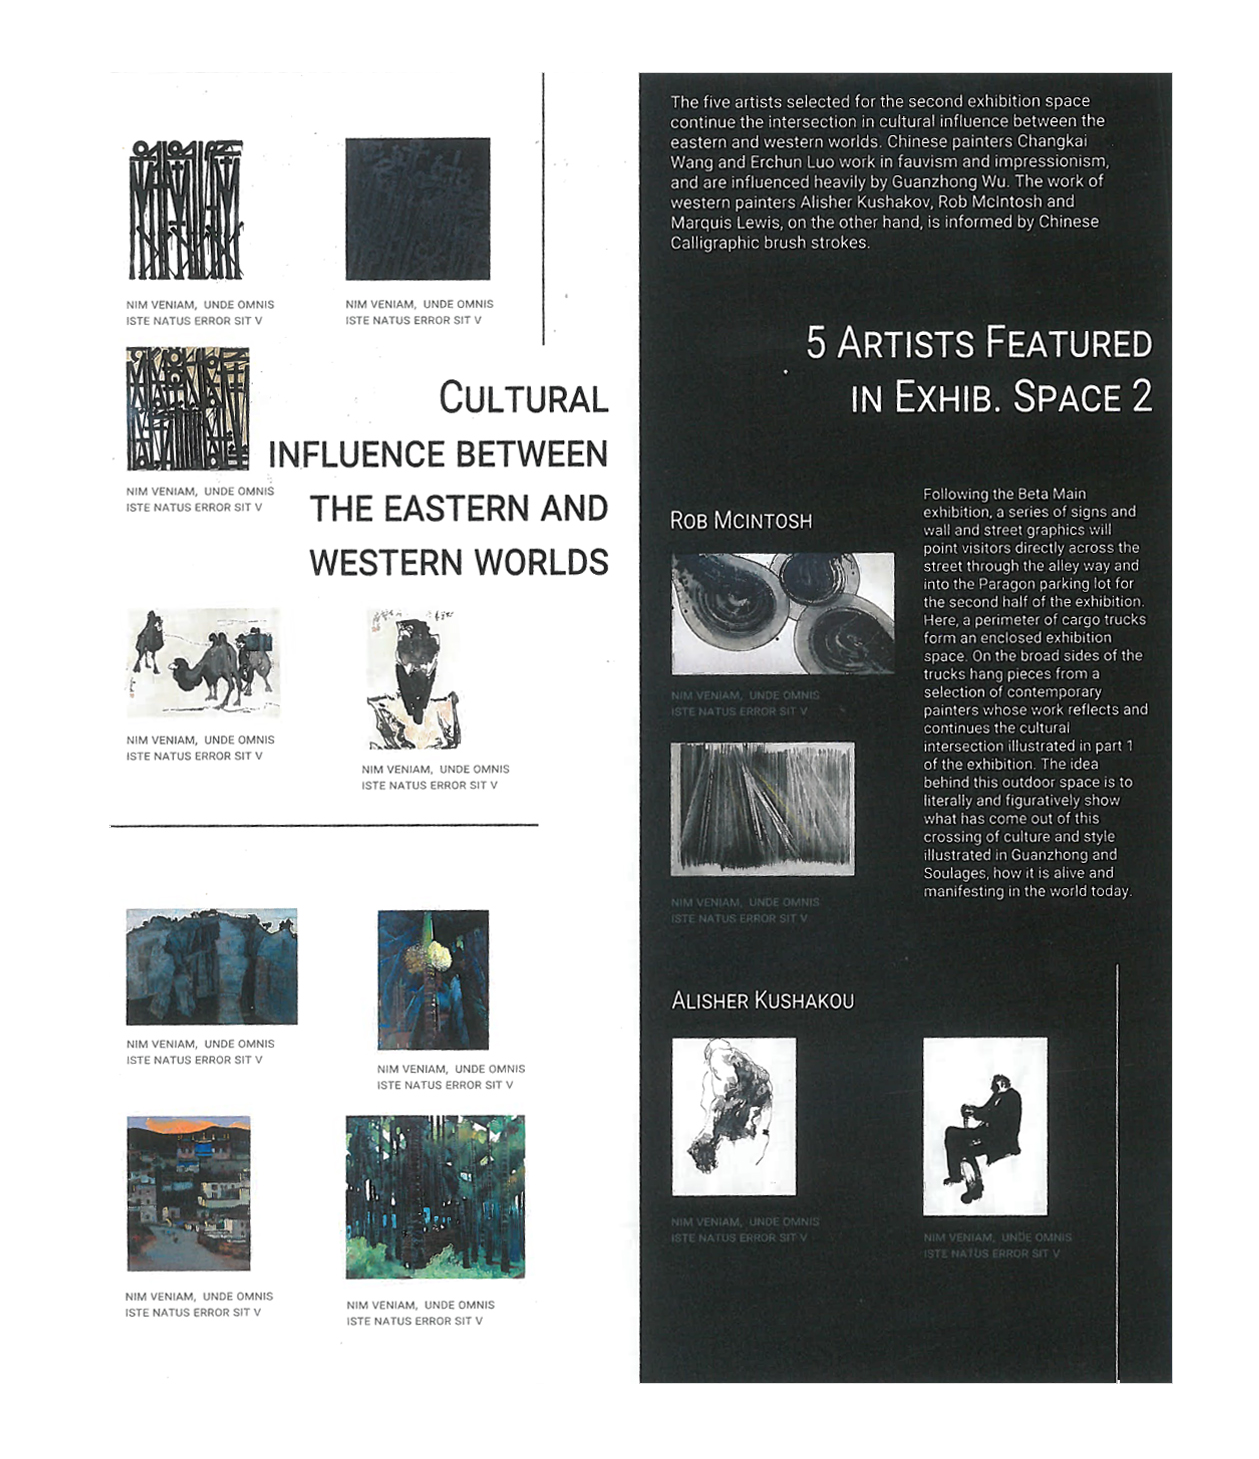 NIM VENIAM, UNDE OMNIS
ISTE NATUS ERROR SIT V
NIM VENIAM, UNDE OMNIS
ISTE NATUS ERROR SIT V
NIM VENIAM, UNDE OMNIS
ISTE NATUS ERROR SIT V
CULTURAL
INFLUENCE BETWEEN
THE EASTERN AND
WESTERN WORLDS
NIM VENIAM, UNDE OMNIS
ISTE NATUS ERROR SIT V
NIM VENIAM, UNDE OMNIS
ISTE NATUS ERROR SIT V
NIM VENIAM, UNDE OMNIS
ISTE NATUS ERROR SIT V
NIM VENIAM, UNDE OMNIS
ISTE NATUS ERROR SIT V
NIM VENIAM, UNDE OMNIS
ISTE NATUS ERROR SIT V
NIM VENIAM, UNDE OMNIS
ISTE NATUS ERROR SIT V
The five artists selected for the second exhibition space
continue the intersection in cultural influence between the
eastern and western worlds. Chinese painters Changkai
Wang and Erchun Luo work in fauvism and impressionism,
and are influenced heavily by Guanzhong Wu. The work of
western painters Alisher Kushakov, Rob McIntosh and
Marquis Lewis, on the other hand, is informed by Chinese
Calligraphic brush strokes.
5 ARTISTS FEATURED
IN EXHIB. SPACE 2
ROB MCINTOSH
NIM VENIAM, UNDE OMNIS
ISTE NATUS ERROR SIT V
NIM VENIAM, UNDE OMNIS
ISTE NATUS ERROR SIT V
Following the Beta Main
exhibition, a series of signs and
wall and street graphics will
point visitors directly across the
street through the alley way and
into the Paragon parking lot for
the second half of the exhibition.
Here, a perimeter of cargo trucks
form an enclosed exhibition
space. On the broad sides of the
trucks hang pieces from a
selection of contemporary
painters whose work reflects and
continues the cultural
intersection illustrated in part 1
of the exhibition. The idea
behind this outdoor space is to
literally and figuratively show
what has come out of this
crossing of culture and style
illustrated in Guanzhong and
Soulages, how it is alive and
manifesting in the world today.
ALISHER KUSHAKOU
NIM VENIAM, UNDE OMNIS
ISTE NATUS ERROR SIT V
NIM VENIAM, UNDE OMNIS
ISTE NATUS ERROR SIT V